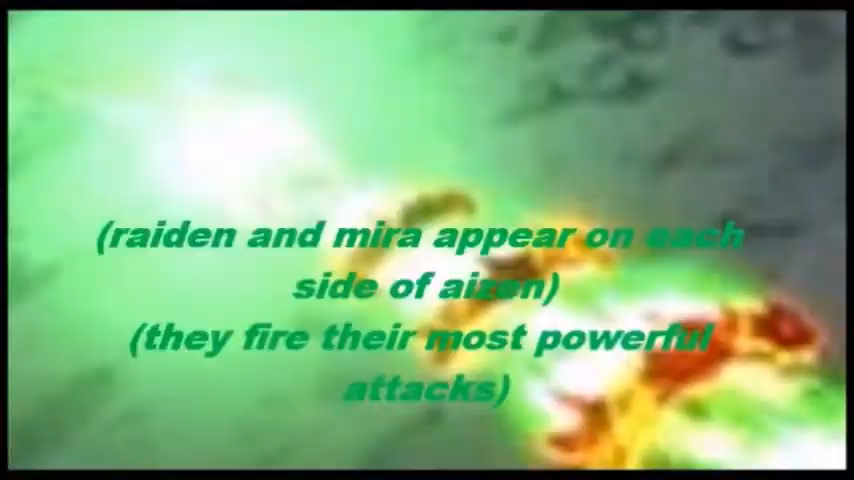 (raiden and mira appear on each
side of aizen)
(they fire their most powerful
attacks)